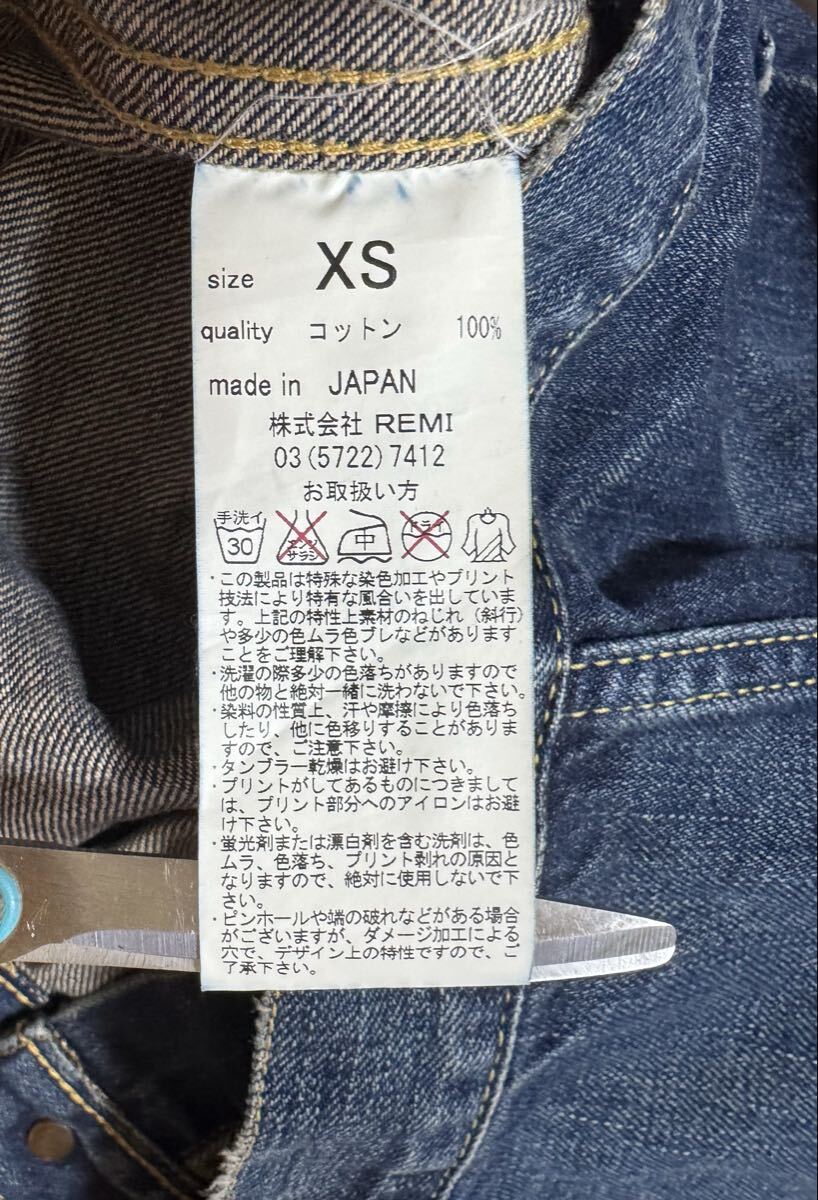 size XS
quality コットン 100%
made in JAPAN
株式会社 REMI
03(5722)7412
お取扱い方
手洗イ 30 エンソサラシ 中 ドライ
・この製品は特殊な染色加工やプリント
技法により特有な風合いを出していま
す。上記の特性上素材のねじれ（斜行）
や多少の色ムラ色ブレなどがあります
ことをご理解下さい。
・洗濯の際多少の色落ちがありますので
他の物と絶対一緒に洗わないで下さい。
・染料の性質上、汗や摩擦により色落ち
したり、他に色移りすることがありま
すので、ご注意下さい。
・タンブラー乾燥はお避け下さい。
・プリントがしてあるものにつきまして
は、プリント部分へのアイロンはお避
け下さい。
・蛍光剤または漂白剤を含む洗剤は、色
ムラ、色落ち、プリント剥れの原因と
なりますので、絶対に使用しないで下
さい。
・ピンホールや端の破れなどがある場合
がございますが、ダメージ加工による
穴で、デザイン上の特性ですので、ご
了承下さい。